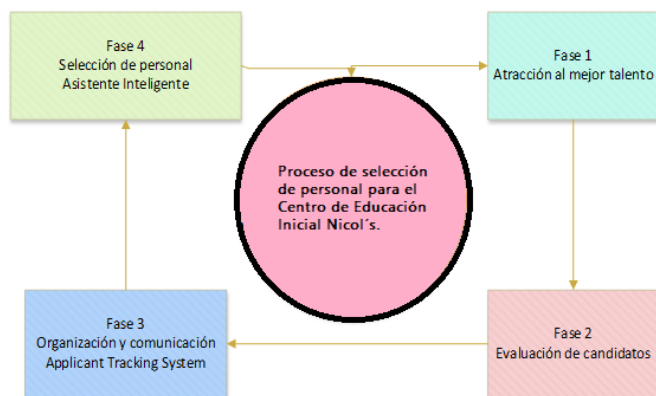 Fase 4
Selección de personal
Asistente Inteligente
Fase 1
Atracción al mejor talento
Proceso de selección
de personal para el
Centro de Educación
Inicial Nicol´s.
Fase 3
Organización y comunicación
Applicant Tracking System
Fase 2
Evaluación de candidatos